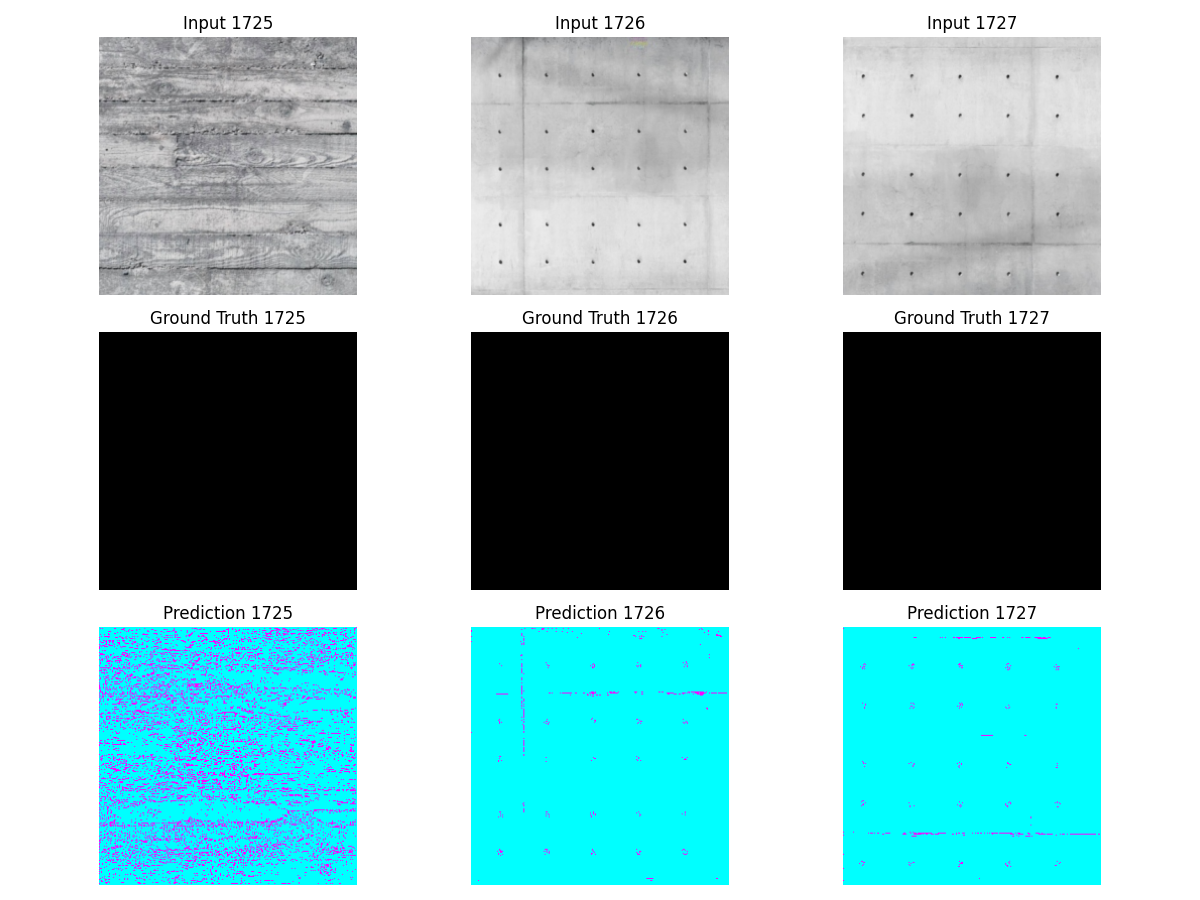 Input 1725
Input 1726
Input 1727
Ground Truth 1725
Ground Truth 1726
Ground Truth 1727
Prediction 1725
Prediction 1726
Prediction 1727